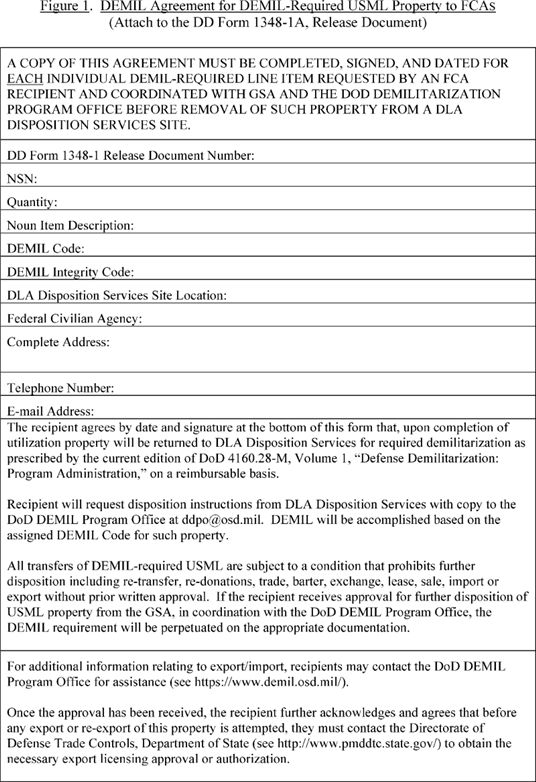 Figure 1.  DEMIL Agreement for DEMIL-Required USML Property to FCAs
(Attach to the DD Form 1348-1A, Release Document)
A COPY OF THIS AGREEMENT MUST BE COMPLETED, SIGNED, AND DATED FOR
EACH INDIVIDUAL DEMIL-REQUIRED LINE ITEM REQUESTED BY AN FCA
RECIPIENT AND COORDINATED WITH GSA AND THE DOD DEMILITARIZATION
PROGRAM OFFICE BEFORE REMOVAL OF SUCH PROPERTY FROM A DLA
DISPOSITION SERVICES SITE.
DD Form 1348-1 Release Document Number:
NSN:
Quantity:
Noun Item Description:
DEMIL Code:
DEMIL Integrity Code:
DLA Disposition Services Site Location:
Federal Civilian Agency:
Complete Address:
Telephone Number:
E-mail Address:
The recipient agrees by date and signature at the bottom of this form that, upon completion of
utilization property will be returned to DLA Disposition Services for required demilitarization as
prescribed by the current edition of DoD 4160.28-M, Volume 1, “Defense Demilitarization:
Program Administration,” on a reimbursable basis.
Recipient will request disposition instructions from DLA Disposition Services with copy to the
DoD DEMIL Program Office at ddpo@osd.mil.  DEMIL will be accomplished based on the
assigned DEMIL Code for such property.
All transfers of DEMIL-required USML are subject to a condition that prohibits further
disposition including re-transfer, re-donations, trade, barter, exchange, lease, sale, import or
export without prior written approval.  If the recipient receives approval for further disposition of
USML property from the GSA, in coordination with the DoD DEMIL Program Office, the
DEMIL requirement will be perpetuated on the appropriate documentation.
For additional information relating to export/import, recipients may contact the DoD DEMIL
Program Office for assistance (see https://www.demil.osd.mil/).
Once the approval has been received, the recipient further acknowledges and agrees that before
any export or re-export of this property is attempted, they must contact the Directorate of
Defense Trade Controls, Department of State (see http://www.pmddtc.state.gov/) to obtain the
necessary export licensing approval or authorization.